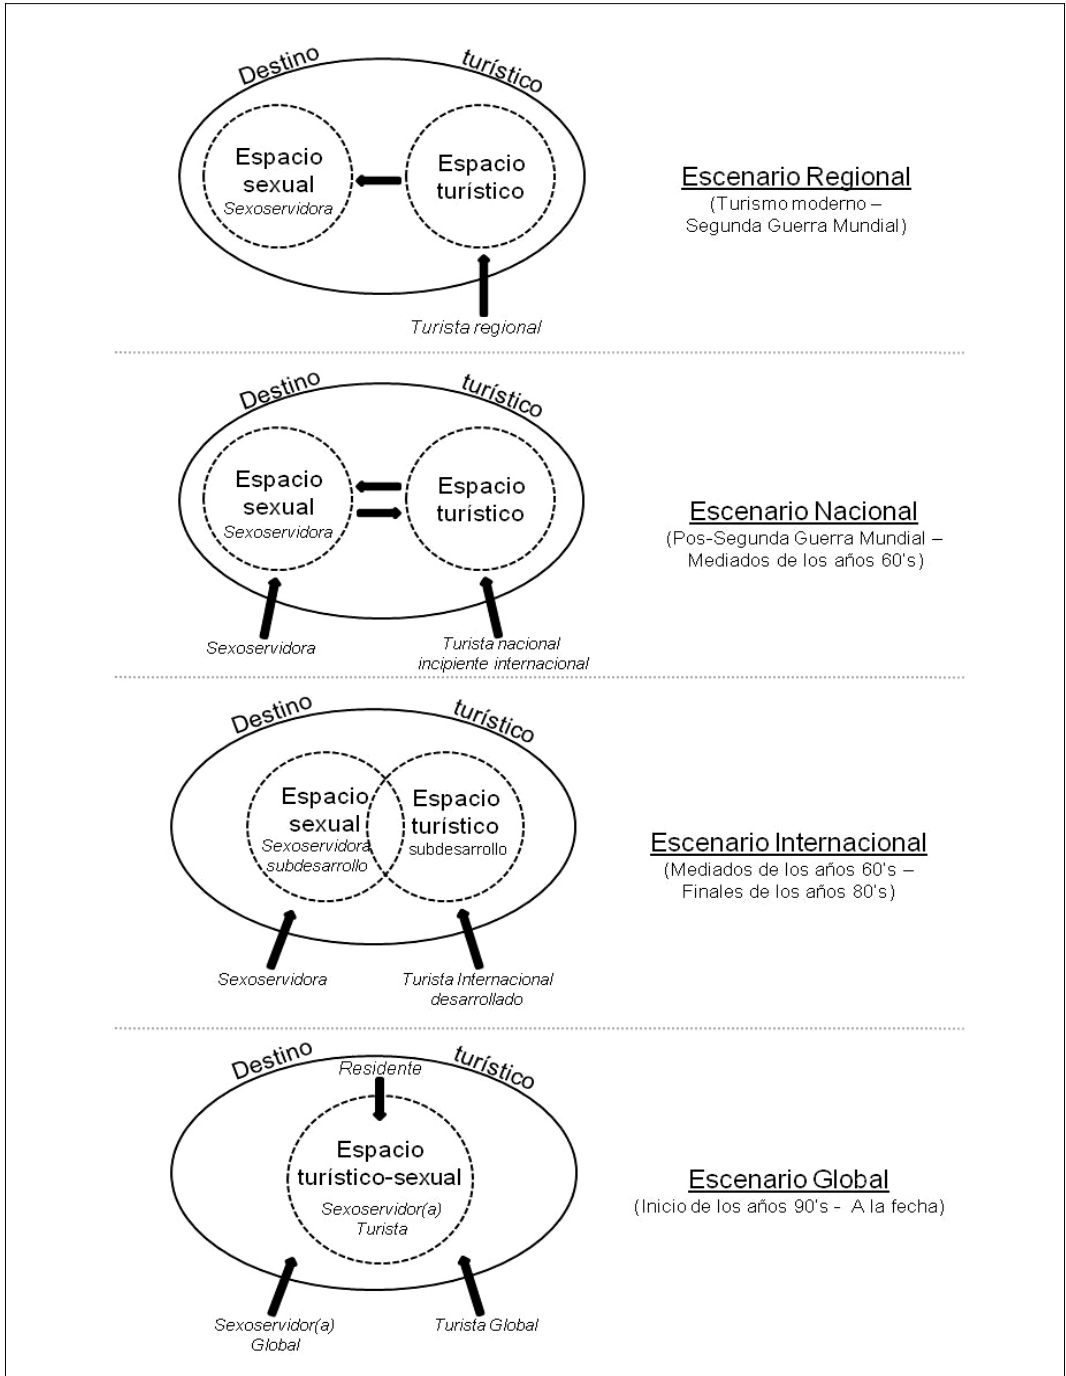 Destino turístico
Espacio
sexual
Sexoservidora
Espacio
turístico
Turista regional
Escenario Regional
(Turismo moderno –
Segunda Guerra Mundial)
Destino turístico
Espacio
sexual
Sexoservidora
Espacio
turístico
Sexoservidora
Turista nacional
incipiente internacional
Escenario Nacional
(Pos-Segunda Guerra Mundial –
Mediados de los años 60's)
Destino turístico
Espacio
sexual
Sexoservidora
subdesarrollo
Espacio
turístico
subdesarrollo
Sexoservidora
Turista Internacional
desarrollado
Escenario Internacional
(Mediados de los años 60's –
Finales de los años 80's)
Destino turístico
Residente
Espacio
turístico-sexual
Sexoservidor(a)
Turista
Sexoservidor(a)
Global
Turista Global
Escenario Global
(Inicio de los años 90's - A la fecha)